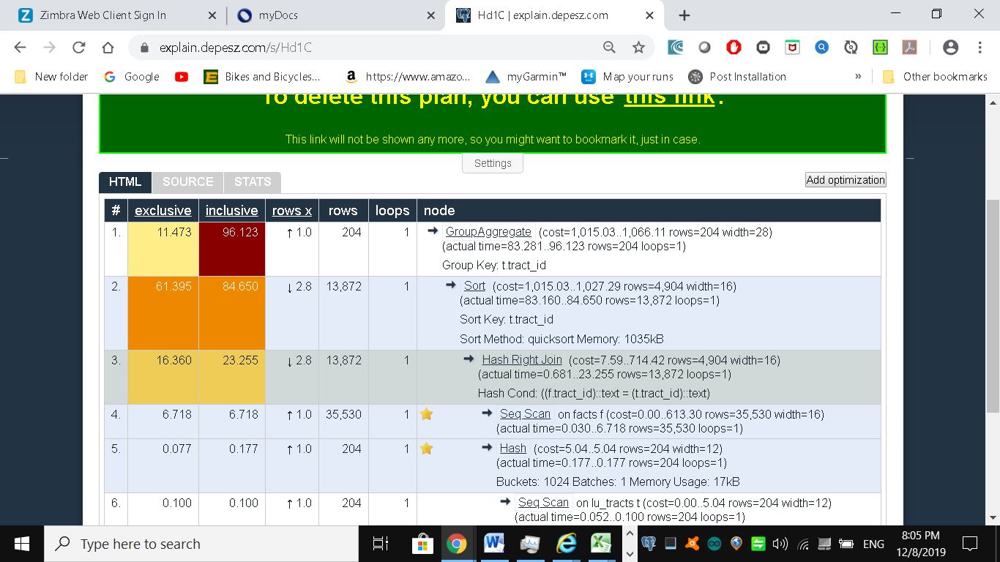 Zimbra Web Client Sign In
myDocs
Hd1C | explain.depesz.com
explain.depesz.com/s/Hd1C
New folder
Google
Bikes and Bicycles...
https://www.amazo...
myGarmin™
Map your runs
Post Installation
»
Other bookmarks
To delete this plan, you can use this link.
This link will not be shown any more, so you might want to bookmark it, just in case.
Settings
HTML SOURCE STATS
Add optimization
# exclusive inclusive rows x rows loops node
1. 11.473 96.123 ↑ 1.0 204 1 GroupAggregate (cost=1,015.03..1,066.11 rows=204 width=28)
(actual time=83.281..96.123 rows=204 loops=1)
Group Key: t.tract_id
2. 61.395 84.650 ↓ 2.8 13,872 1 Sort (cost=1,015.03..1,027.29 rows=4,904 width=16)
(actual time=83.160..84.650 rows=13,872 loops=1)
Sort Key: t.tract_id
Sort Method: quicksort Memory: 1035kB
3. 16.360 23.255 ↓ 2.8 13,872 1 Hash Right Join (cost=7.59..714.42 rows=4,904 width=16)
(actual time=0.681..23.255 rows=13,872 loops=1)
Hash Cond: ((f.tract_id)::text = (t.tract_id)::text)
4. 6.718 6.718 ↑ 1.0 35,530 1 Seq Scan on facts f (cost=0.00..613.30 rows=35,530 width=16)
(actual time=0.030..6.718 rows=35,530 loops=1)
5. 0.077 0.177 ↑ 1.0 204 1 Hash (cost=5.04..5.04 rows=204 width=12)
(actual time=0.177..0.177 rows=204 loops=1)
Buckets: 1024 Batches: 1 Memory Usage: 17kB
6. 0.100 0.100 ↑ 1.0 204 1 Seq Scan on lu_tracts t (cost=0.00..5.04 rows=204 width=12)
(actual time=0.052..0.100 rows=204 loops=1)
Type here to search
ENG
8:05 PM
12/8/2019